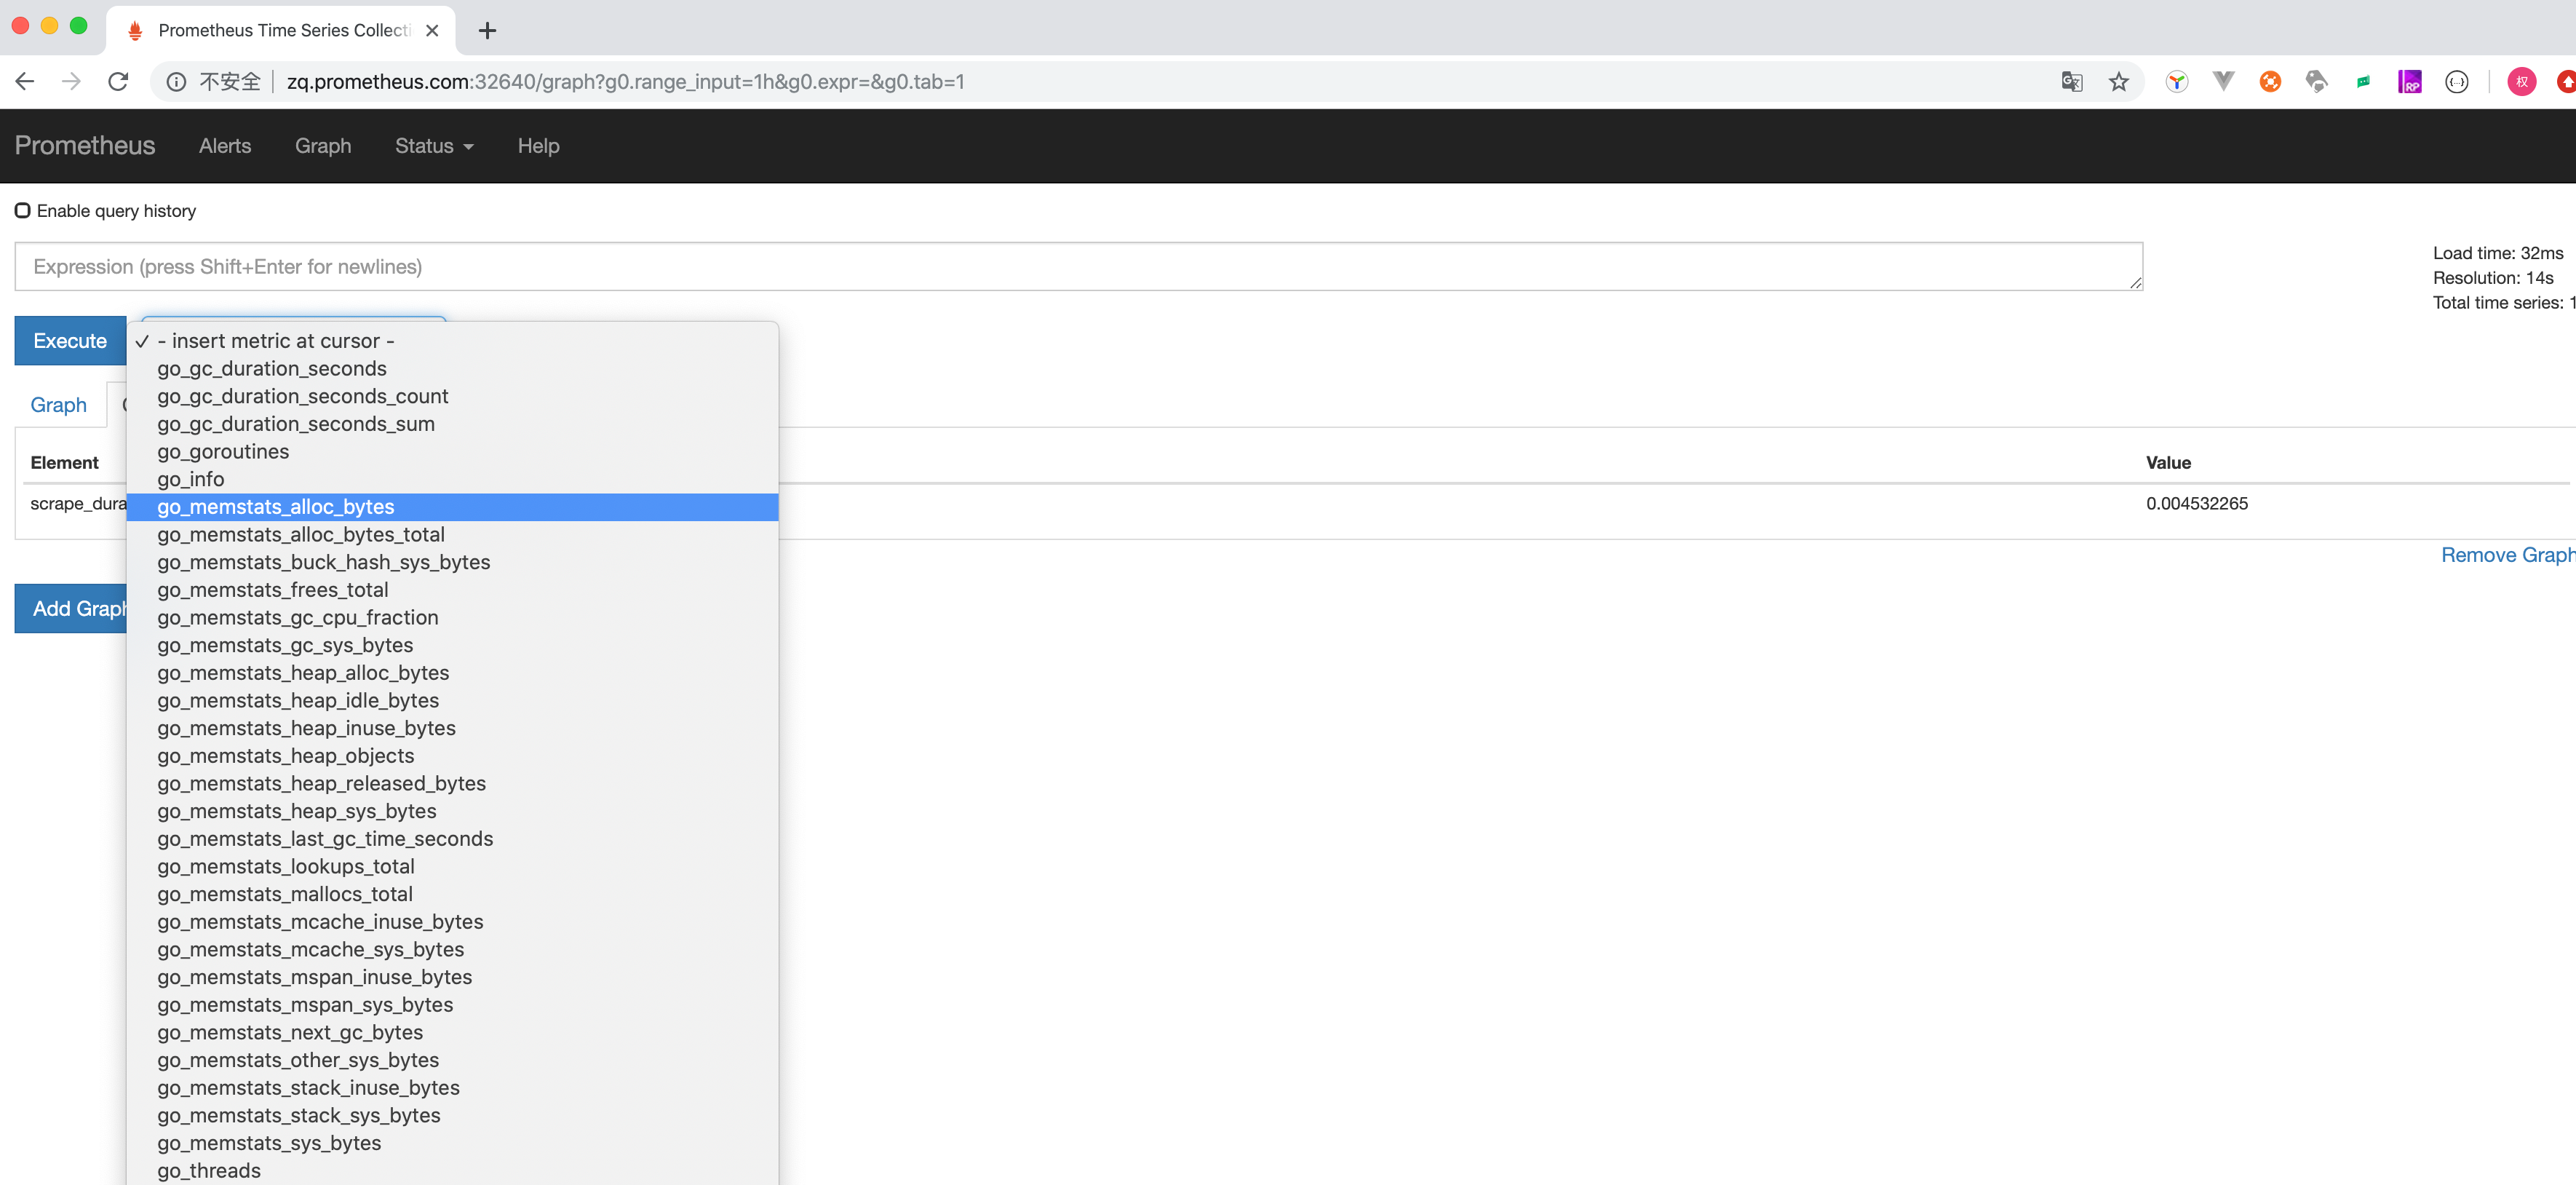 Prometheus Time Series Collecti
不安全 zq.prometheus.com:32640/graph?g0.range_input=1h&g0.expr=&g0.tab=1
RP
{...}
权
Prometheus Alerts Graph Status Help
Enable query history
Expression (press Shift+Enter for newlines)
Load time: 32ms
Resolution: 14s
Total time series: 1
Execute
- insert metric at cursor -
go_gc_duration_seconds
go_gc_duration_seconds_count
go_gc_duration_seconds_sum
go_goroutines
go_info
go_memstats_alloc_bytes
go_memstats_alloc_bytes_total
go_memstats_buck_hash_sys_bytes
go_memstats_frees_total
go_memstats_gc_cpu_fraction
go_memstats_gc_sys_bytes
go_memstats_heap_alloc_bytes
go_memstats_heap_idle_bytes
go_memstats_heap_inuse_bytes
go_memstats_heap_objects
go_memstats_heap_released_bytes
go_memstats_heap_sys_bytes
go_memstats_last_gc_time_seconds
go_memstats_lookups_total
go_memstats_mallocs_total
go_memstats_mcache_inuse_bytes
go_memstats_mcache_sys_bytes
go_memstats_mspan_inuse_bytes
go_memstats_mspan_sys_bytes
go_memstats_next_gc_bytes
go_memstats_other_sys_bytes
go_memstats_stack_inuse_bytes
go_memstats_stack_sys_bytes
go_memstats_sys_bytes
go_threads
Graph
Element Value
scrape_dura 0.004532265
Remove Graph
Add Graph